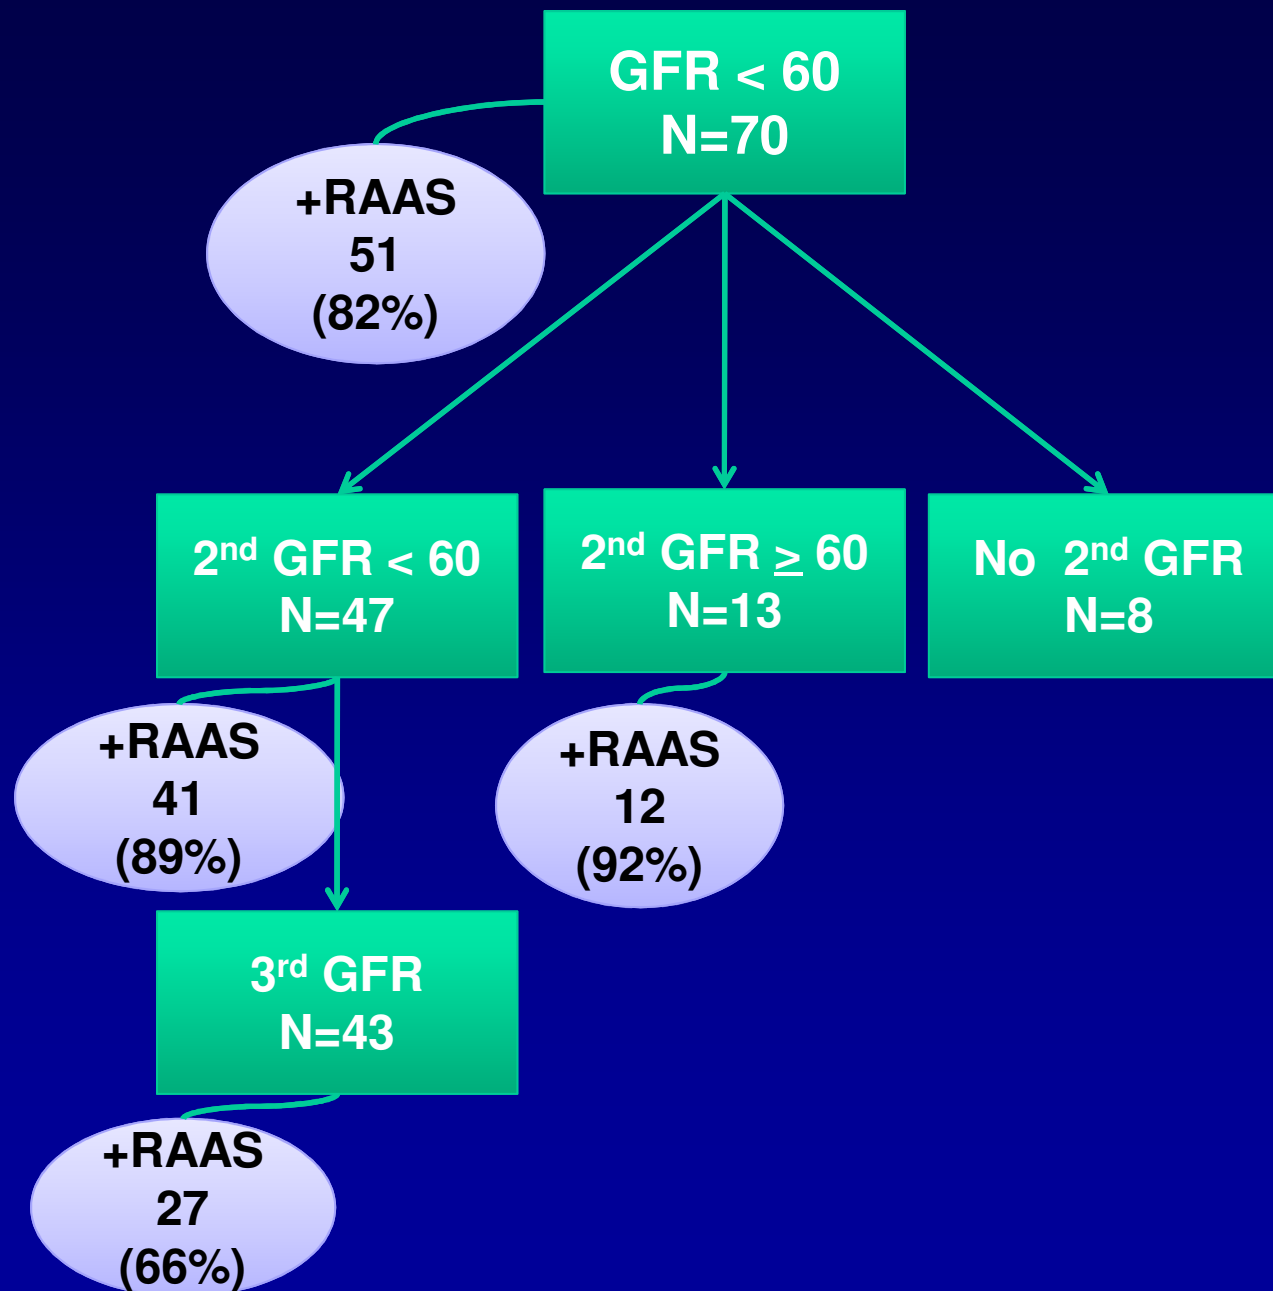 GFR < 60
N=70
+RAAS
51
(82%)
2nd GFR < 60
N=47
2nd GFR ≥ 60
N=13
No 2nd GFR
N=8
+RAAS
41
(89%)
+RAAS
12
(92%)
3rd GFR
N=43
+RAAS
27
(66%)